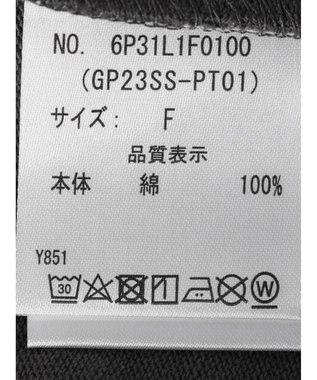 NO. 6P31L1F0100
(GP23SS-PT01)
サイズ: F
品質表示
本体 綿 100%
Y851
30 W